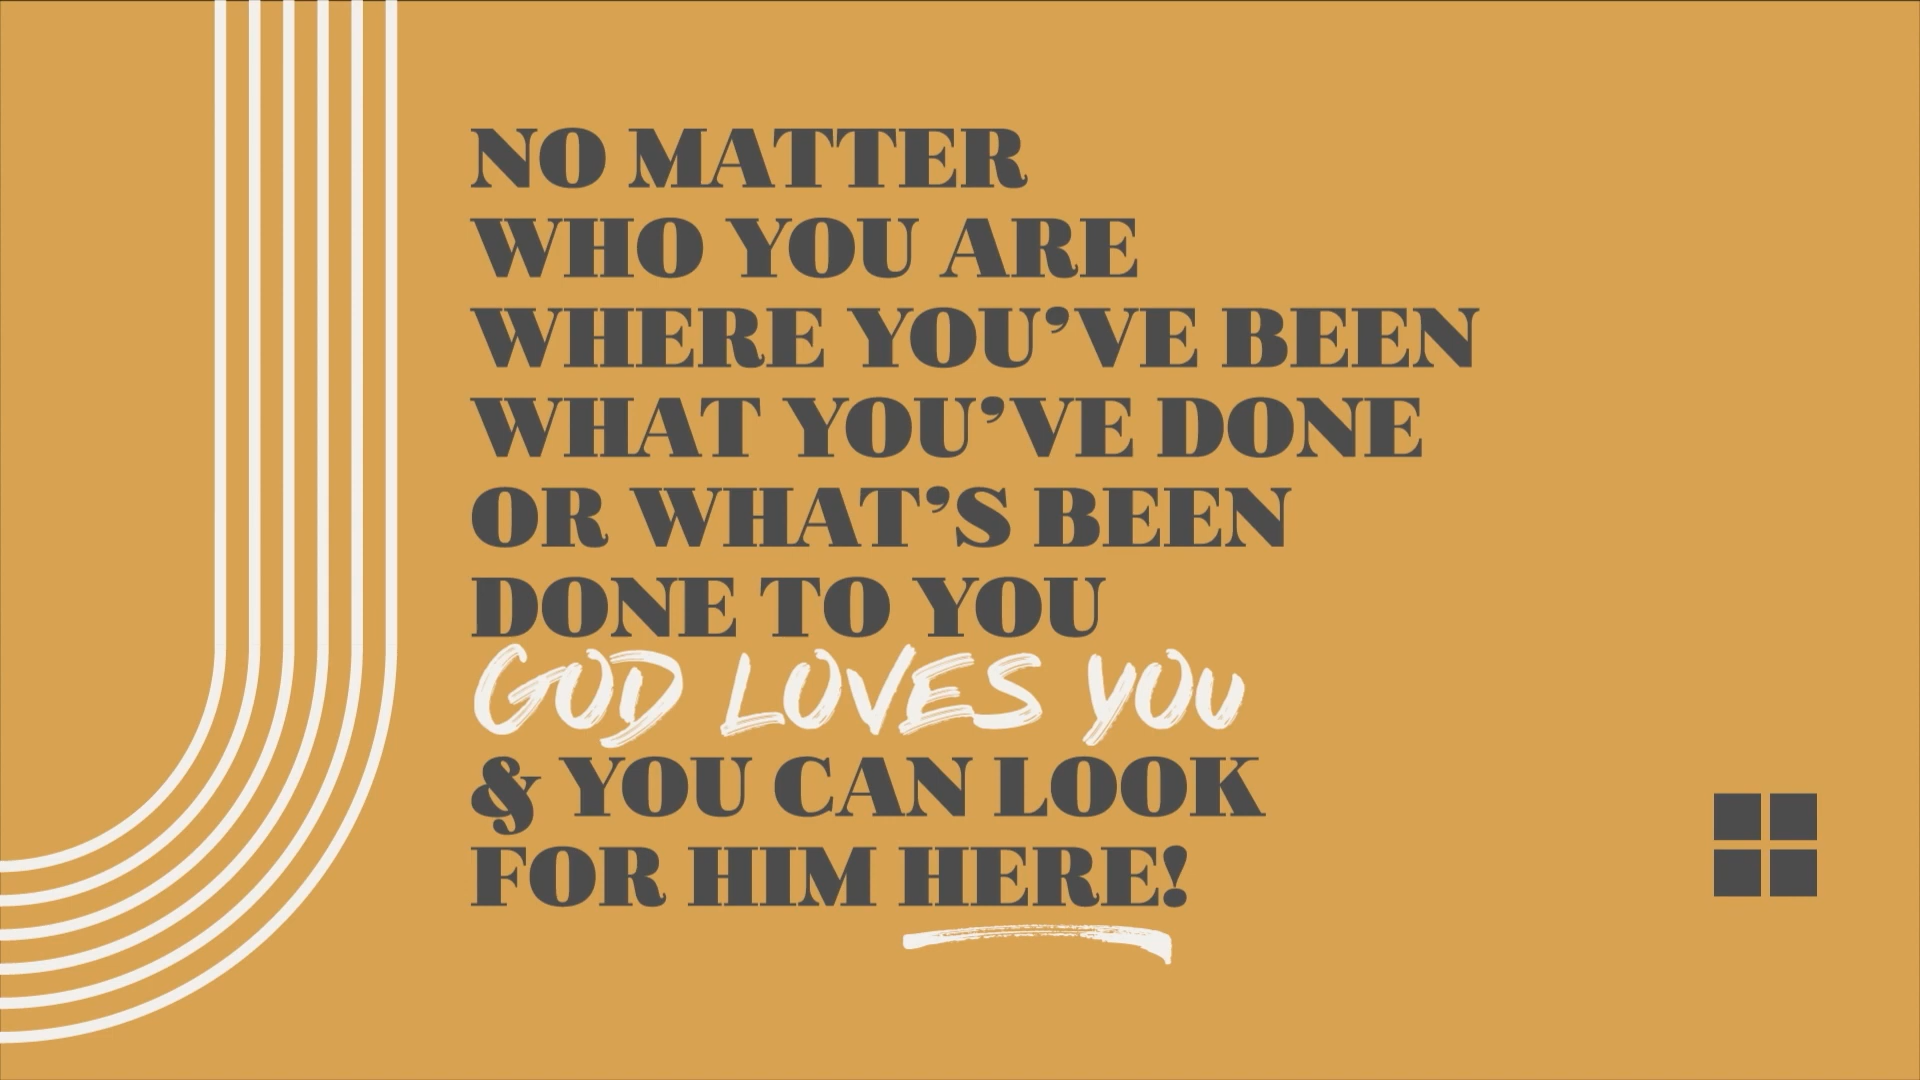 NO MATTER
WHO YOU ARE
WHERE YOU’VE BEEN
WHAT YOU’VE DONE
OR WHAT’S BEEN
DONE TO YOU
GOD LOVES YOU
& YOU CAN LOOK
FOR HIM HERE!